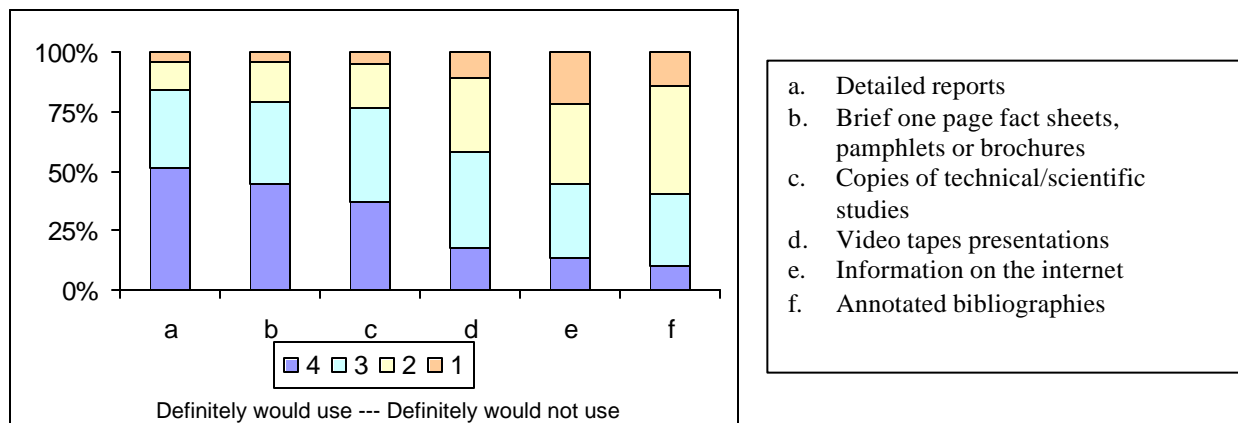 100%
75%
50%
25%
0%
a b c d e f
4 3 2 1
Definitely would use --- Definitely would not use
a. Detailed reports
b. Brief one page fact sheets,
pamphlets or brochures
c. Copies of technical/scientific
studies
d. Video tapes presentations
e. Information on the internet
f. Annotated bibliographies